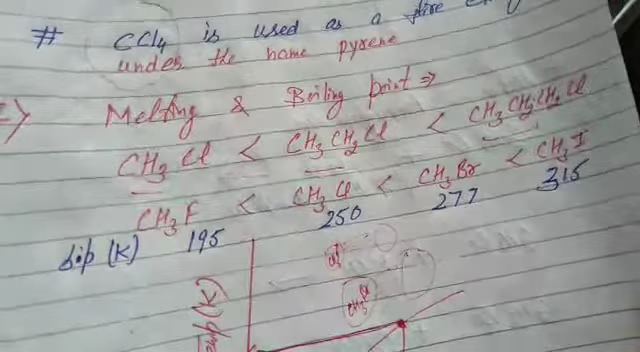 # CCl4 is used as a fire
under the name pyrene
=> Melting & Boiling point =>
CH3Cl < CH3CH2Cl < CH3CH2CH2Cl
CH3F < CH3Cl < CH3Br < CH3I
b.p (K) 195 250 277 315
Temp (K)